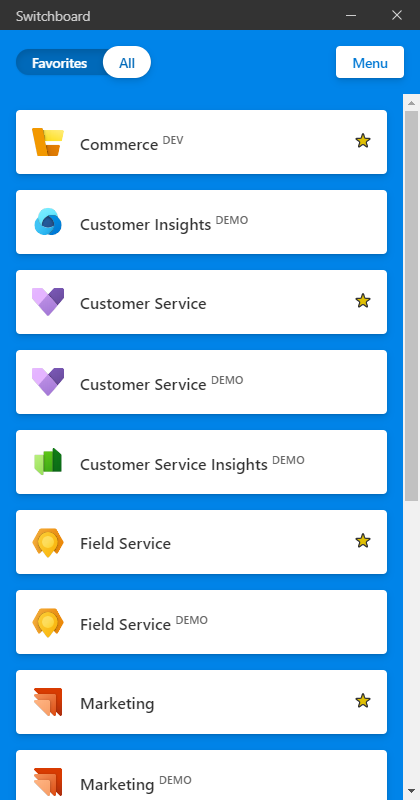 Switchboard
Favorites All Menu
Commerce DEV
Customer Insights DEMO
Customer Service
Customer Service DEMO
Customer Service Insights DEMO
Field Service
Field Service DEMO
Marketing
Marketing DEMO